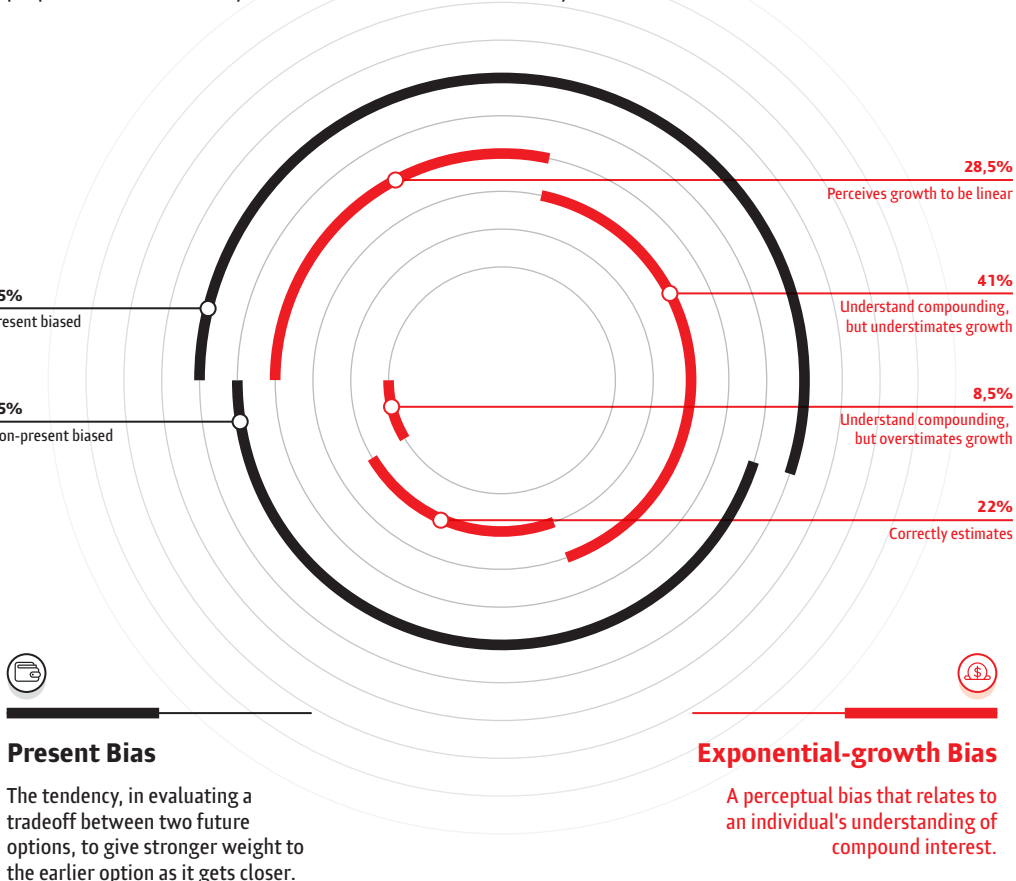 28,5%
Perceives growth to be linear
5%
resent biased
41%
Understand compounding,
but understimates growth
5%
on-present biased
8,5%
Understand compounding,
but overstimates growth
22%
Correctly estimates
Present Bias
The tendency, in evaluating a
tradeoff between two future
options, to give stronger weight to
the earlier option as it gets closer.
$
Exponential-growth Bias
A perceptual bias that relates to
an individual's understanding of
compound interest.